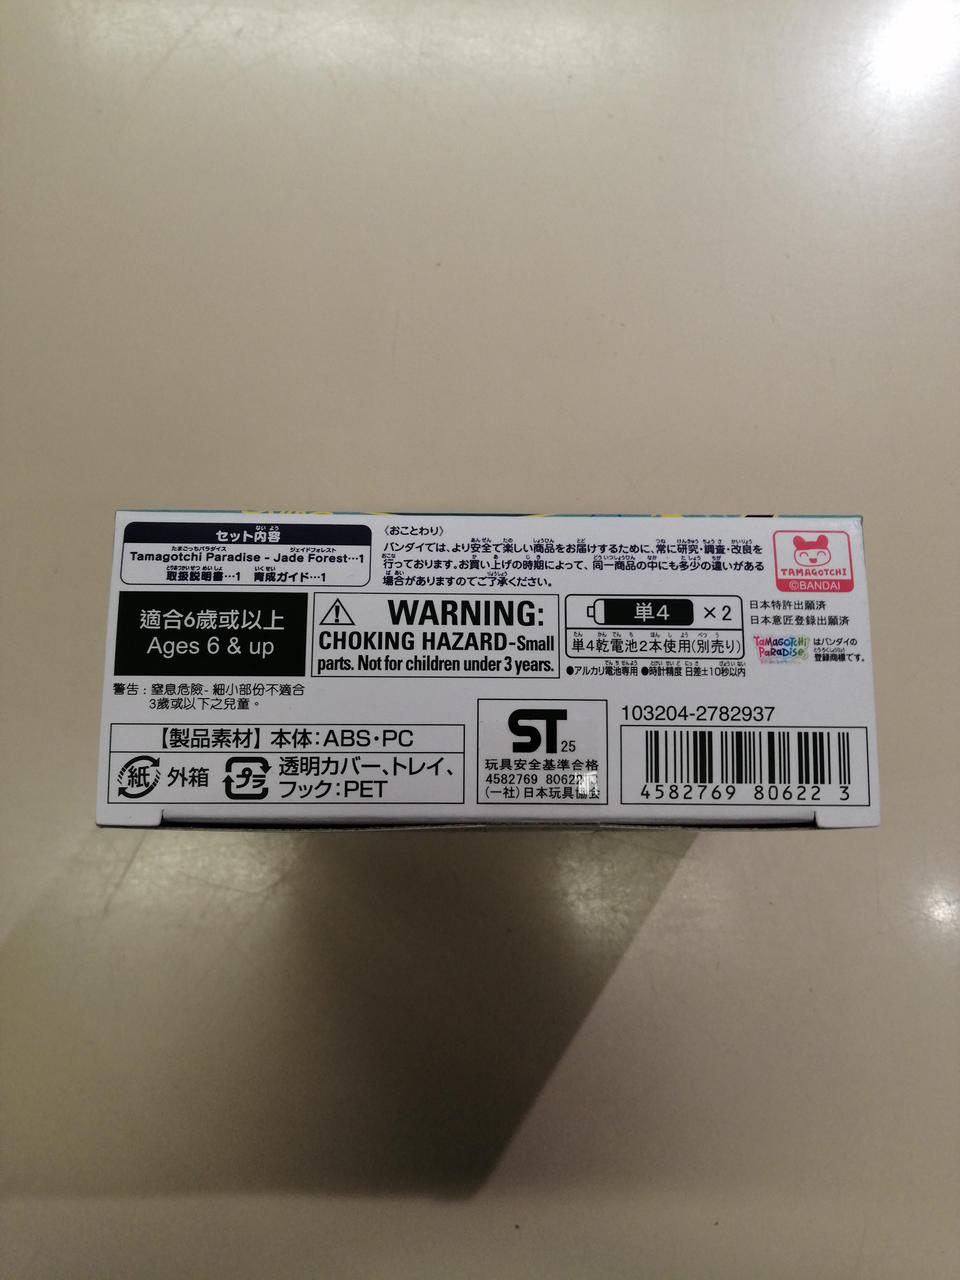 セット内容
Tamagotchi Paradise - Jade Forest…1
取扱説明書…1 育成ガイド…1
《おことわり》
バンダイでは、より安全で楽しい商品をお届けするために、常に研究・調査・改良を
行っております。お買い上げの時期によって、同一商品の中にも多少の違いがある
場合がありますのでご了承ください。
TAMAGOTCHI
©BANDAI
適合6歲或以上
Ages 6 & up
警告：窒息危險- 細小部份不適合
3歲或以下之兒童。
WARNING:
CHOKING HAZARD-Small
parts. Not for children under 3 years.
単4 ×2
単4乾電池2本使用(別売り)
●アルカリ電池専用 ●時計精度 日差±10秒以内
日本特許出願済
日本意匠登録出願済
TAMAGOTCHI PARADISE はバンダイの
登録商標です。
【製品素材】本体：ABS・PC
紙 外箱
プラ 透明カバー、トレイ、
フック：PET
ST 25
玩具安全基準合格
4582769 80622
(一社)日本玩具協会
103204-2782937
4582769 80622 3